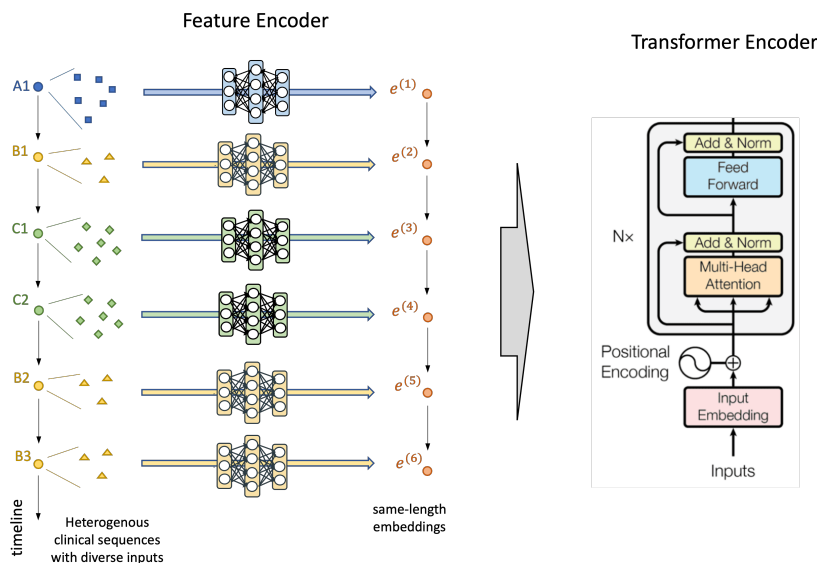 Feature Encoder
Transformer Encoder
A1
e^(1)
B1
e^(2)
C1
e^(3)
C2
e^(4)
B2
e^(5)
B3
e^(6)
timeline
Heterogenous
clinical sequences
with diverse inputs
same-length
embeddings
Add & Norm
Feed
Forward
N×
Add & Norm
Multi-Head
Attention
Positional
Encoding
Input
Embedding
Inputs